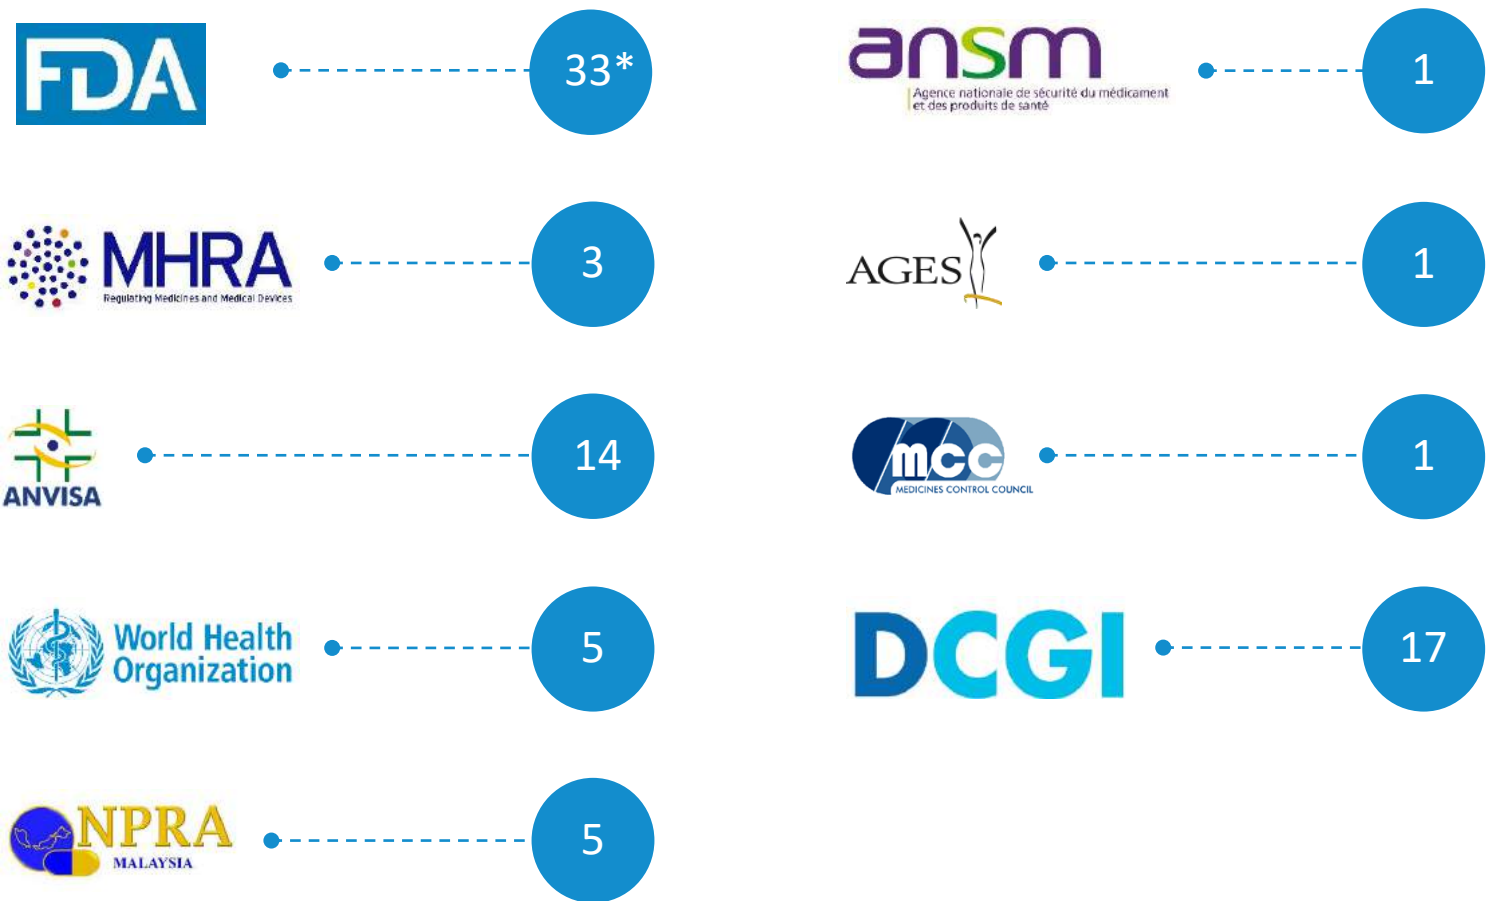 FDA
33*
MHRA
Regulating Medicines and Medical Devices
3
ANVISA
14
World Health
Organization
5
NPRA
MALAYSIA
5
ansm
Agence nationale de sécurité du médicament
et des produits de santé
1
AGES
1
mcc
MEDICINES CONTROL COUNCIL
1
DCGI
17